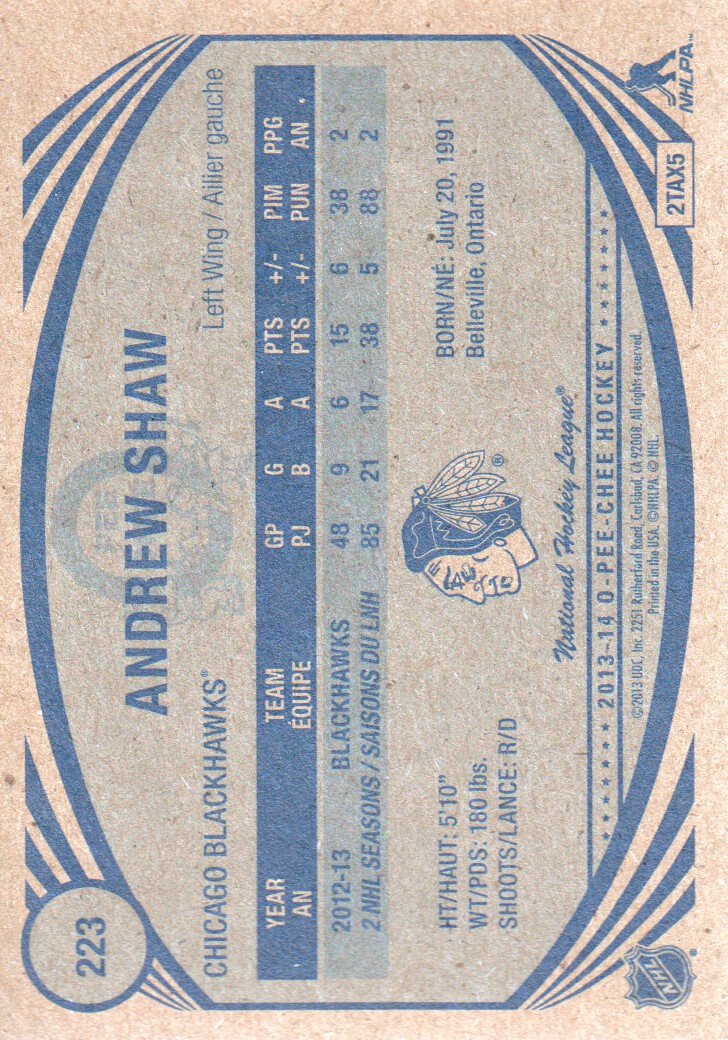 223
ANDREW SHAW
CHICAGO BLACKHAWKS® Left Wing / Ailier gauche
YEAR TEAM GP G A PTS +/- PIM PPG
AN ÉQUIPE PJ B A PTS +/- PUN AN .
2012-13 BLACKHAWKS 48 9 6 15 6 38 2
2 NHL SEASONS / SAISONS DU LNH 85 21 17 38 5 88 2
HT/HAUT: 5'10"
WT/PDS: 180 lbs.
SHOOTS/LANCE: R/D
®
BORN/NÉ: July 20, 1991
Belleville, Ontario
National Hockey League®
2013-14 O-PEE-CHEE HOCKEY
©2013 UDC, Inc. 2251 Rutherford Road, Carlsbad, CA 92008. All rights reserved.
Printed in the USA. ©NHLPA. © NHL.
NHL ®
2TAX5
NHLPA™